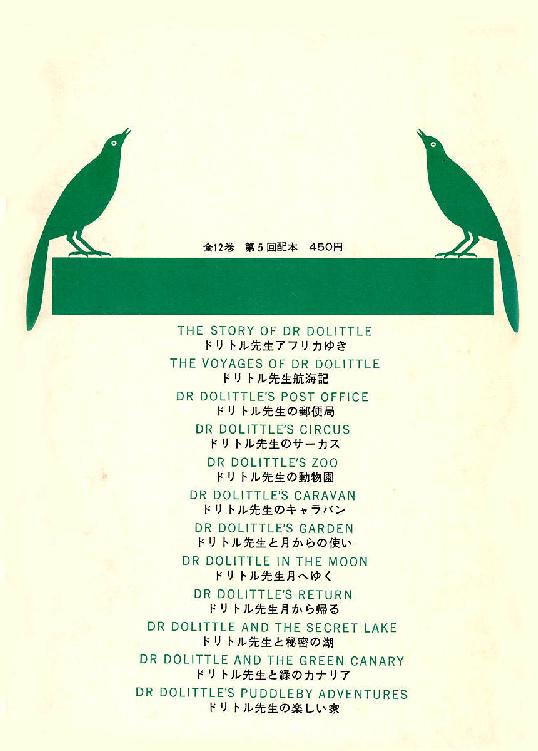 全12巻　第5回配本　450円
THE STORY OF DR DOLITTLE
ドリトル先生アフリカゆき
THE VOYAGES OF DR DOLITTLE
ドリトル先生航海記
DR DOLITTLE'S POST OFFICE
ドリトル先生の郵便局
DR DOLITTLE'S CIRCUS
ドリトル先生のサーカス
DR DOLITTLE'S ZOO
ドリトル先生の動物園
DR DOLITTLE'S CARAVAN
ドリトル先生のキャラバン
DR DOLITTLE'S GARDEN
ドリトル先生と月からの使い
DR DOLITTLE IN THE MOON
ドリトル先生月へゆく
DR DOLITTLE'S RETURN
ドリトル先生月から帰る
DR DOLITTLE AND THE SECRET LAKE
ドリトル先生と秘密の湖
DR DOLITTLE AND THE GREEN CANARY
ドリトル先生と緑のカナリア
DR DOLITTLE'S PUDDLEBY ADVENTURES
ドリトル先生の楽しい家